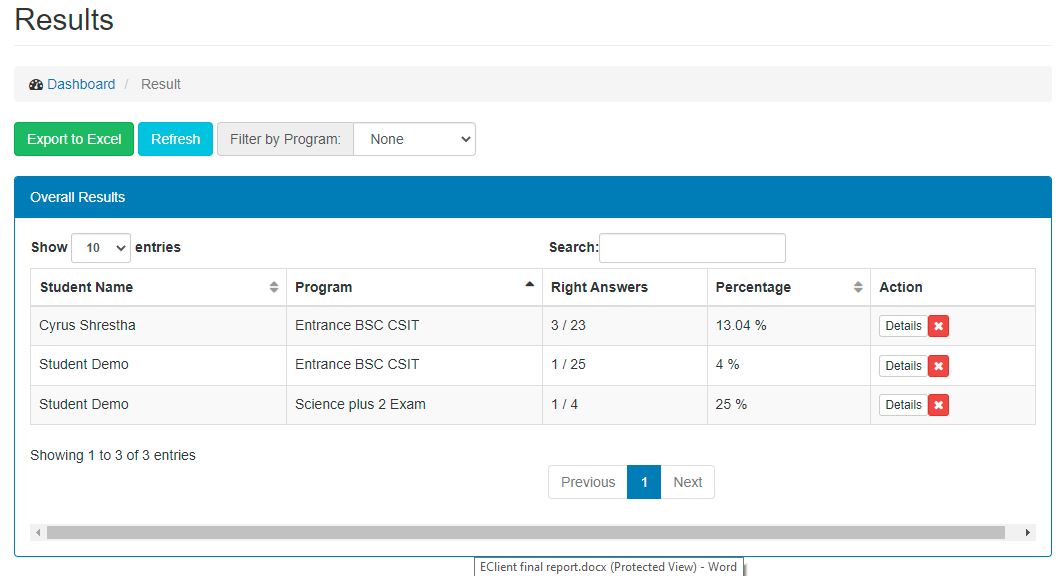 Results
Dashboard / Result
Export to Excel Refresh Filter by Program: None
Overall Results
Show 10 entries Search:
Student Name Program Right Answers Percentage Action
Cyrus Shrestha Entrance BSC CSIT 3 / 23 13.04 % Details
Student Demo Entrance BSC CSIT 1 / 25 4 % Details
Student Demo Science plus 2 Exam 1 / 4 25 % Details
Showing 1 to 3 of 3 entries
Previous 1 Next
EClient final report.docx (Protected View) - Word